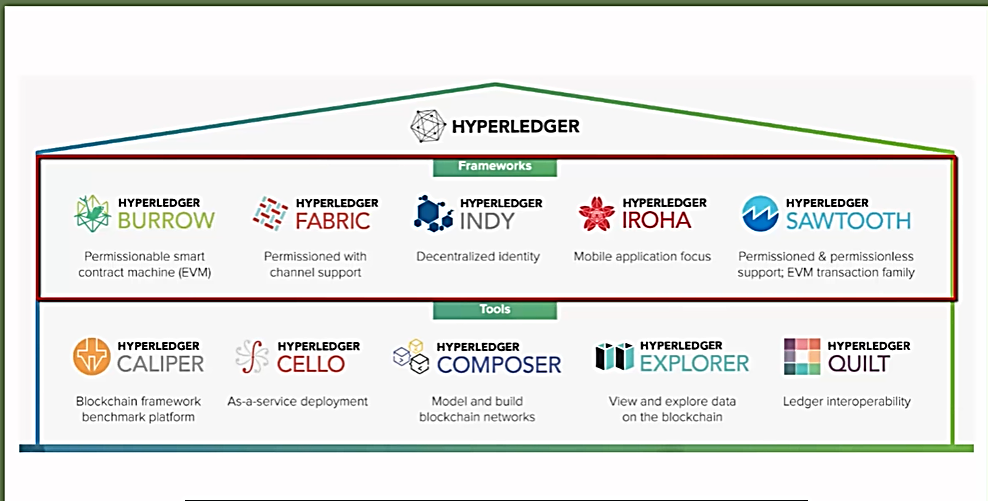 HYPERLEDGER
Frameworks
HYPERLEDGER
BURROW
Permissionable smart
contract machine (EVM)
HYPERLEDGER
FABRIC
Permissioned with
channel support
HYPERLEDGER
INDY
Decentralized identity
HYPERLEDGER
IROHA
Mobile application focus
HYPERLEDGER
SAWTOOTH
Permissioned & permissionless
support; EVM transaction family
Tools
HYPERLEDGER
CALIPER
Blockchain framework
benchmark platform
HYPERLEDGER
CELLO
As-a-service deployment
HYPERLEDGER
COMPOSER
Model and build
blockchain networks
HYPERLEDGER
EXPLORER
View and explore data
on the blockchain
HYPERLEDGER
QUILT
Ledger interoperability